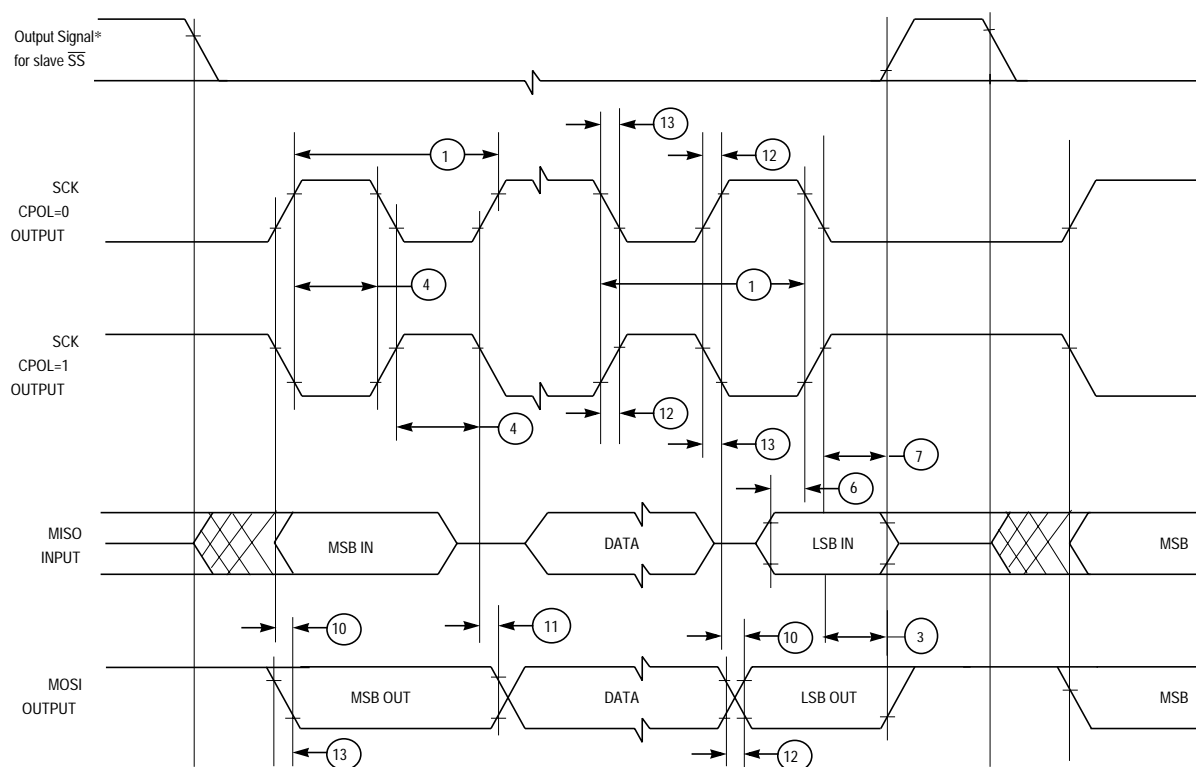 Output Signal*
for slave SS
13
1
12
SCK
CPOL=0
OUTPUT
4
1
SCK
CPOL=1
OUTPUT
12
4
13
7
6
MISO
INPUT
MSB IN
DATA
LSB IN
MSB
10
11
10
3
MOSI
OUTPUT
MSB OUT
DATA
LSB OUT
MSB
13
12